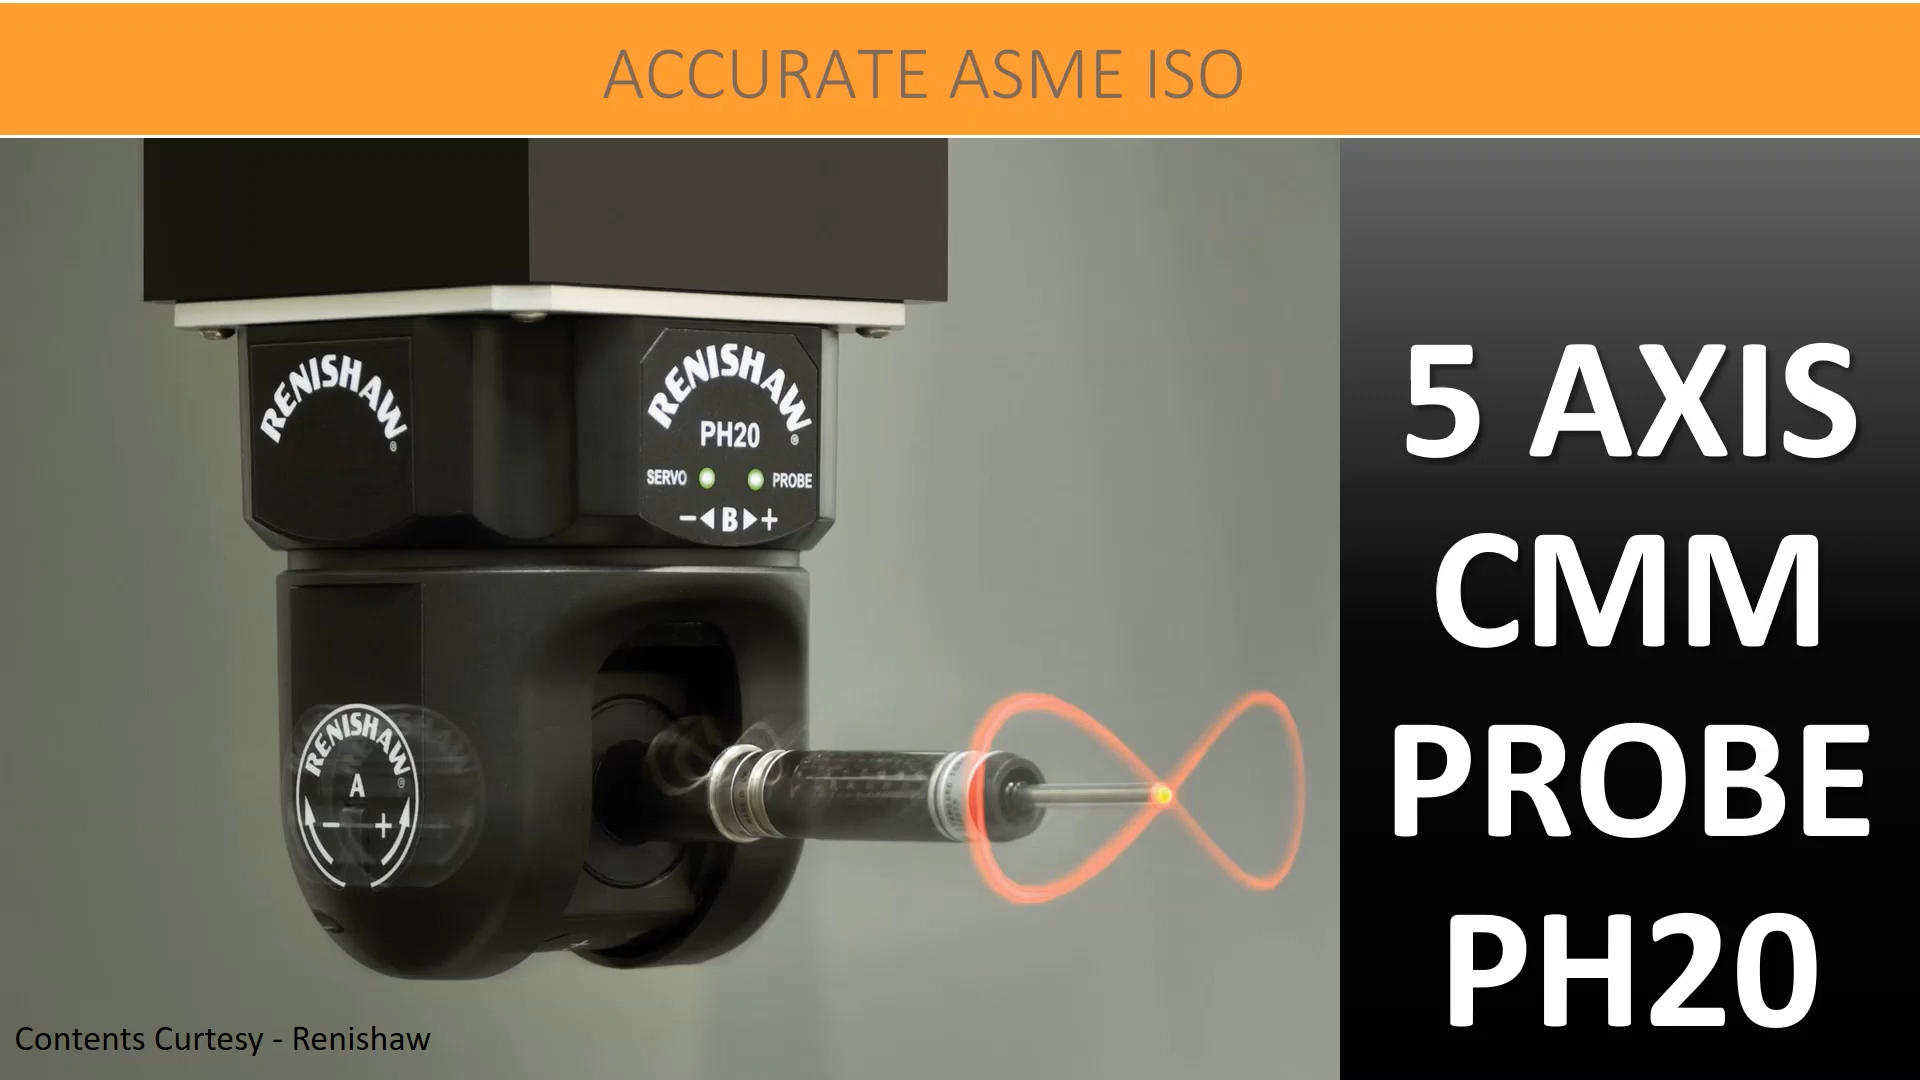 ACCURATE ASME ISO
RENISHAW®
RENISHAW®
PH20
SERVO PROBE
B
RENISHAW®
A
- +
5 AXIS
CMM
PROBE
PH20
Contents Curtesy - Renishaw